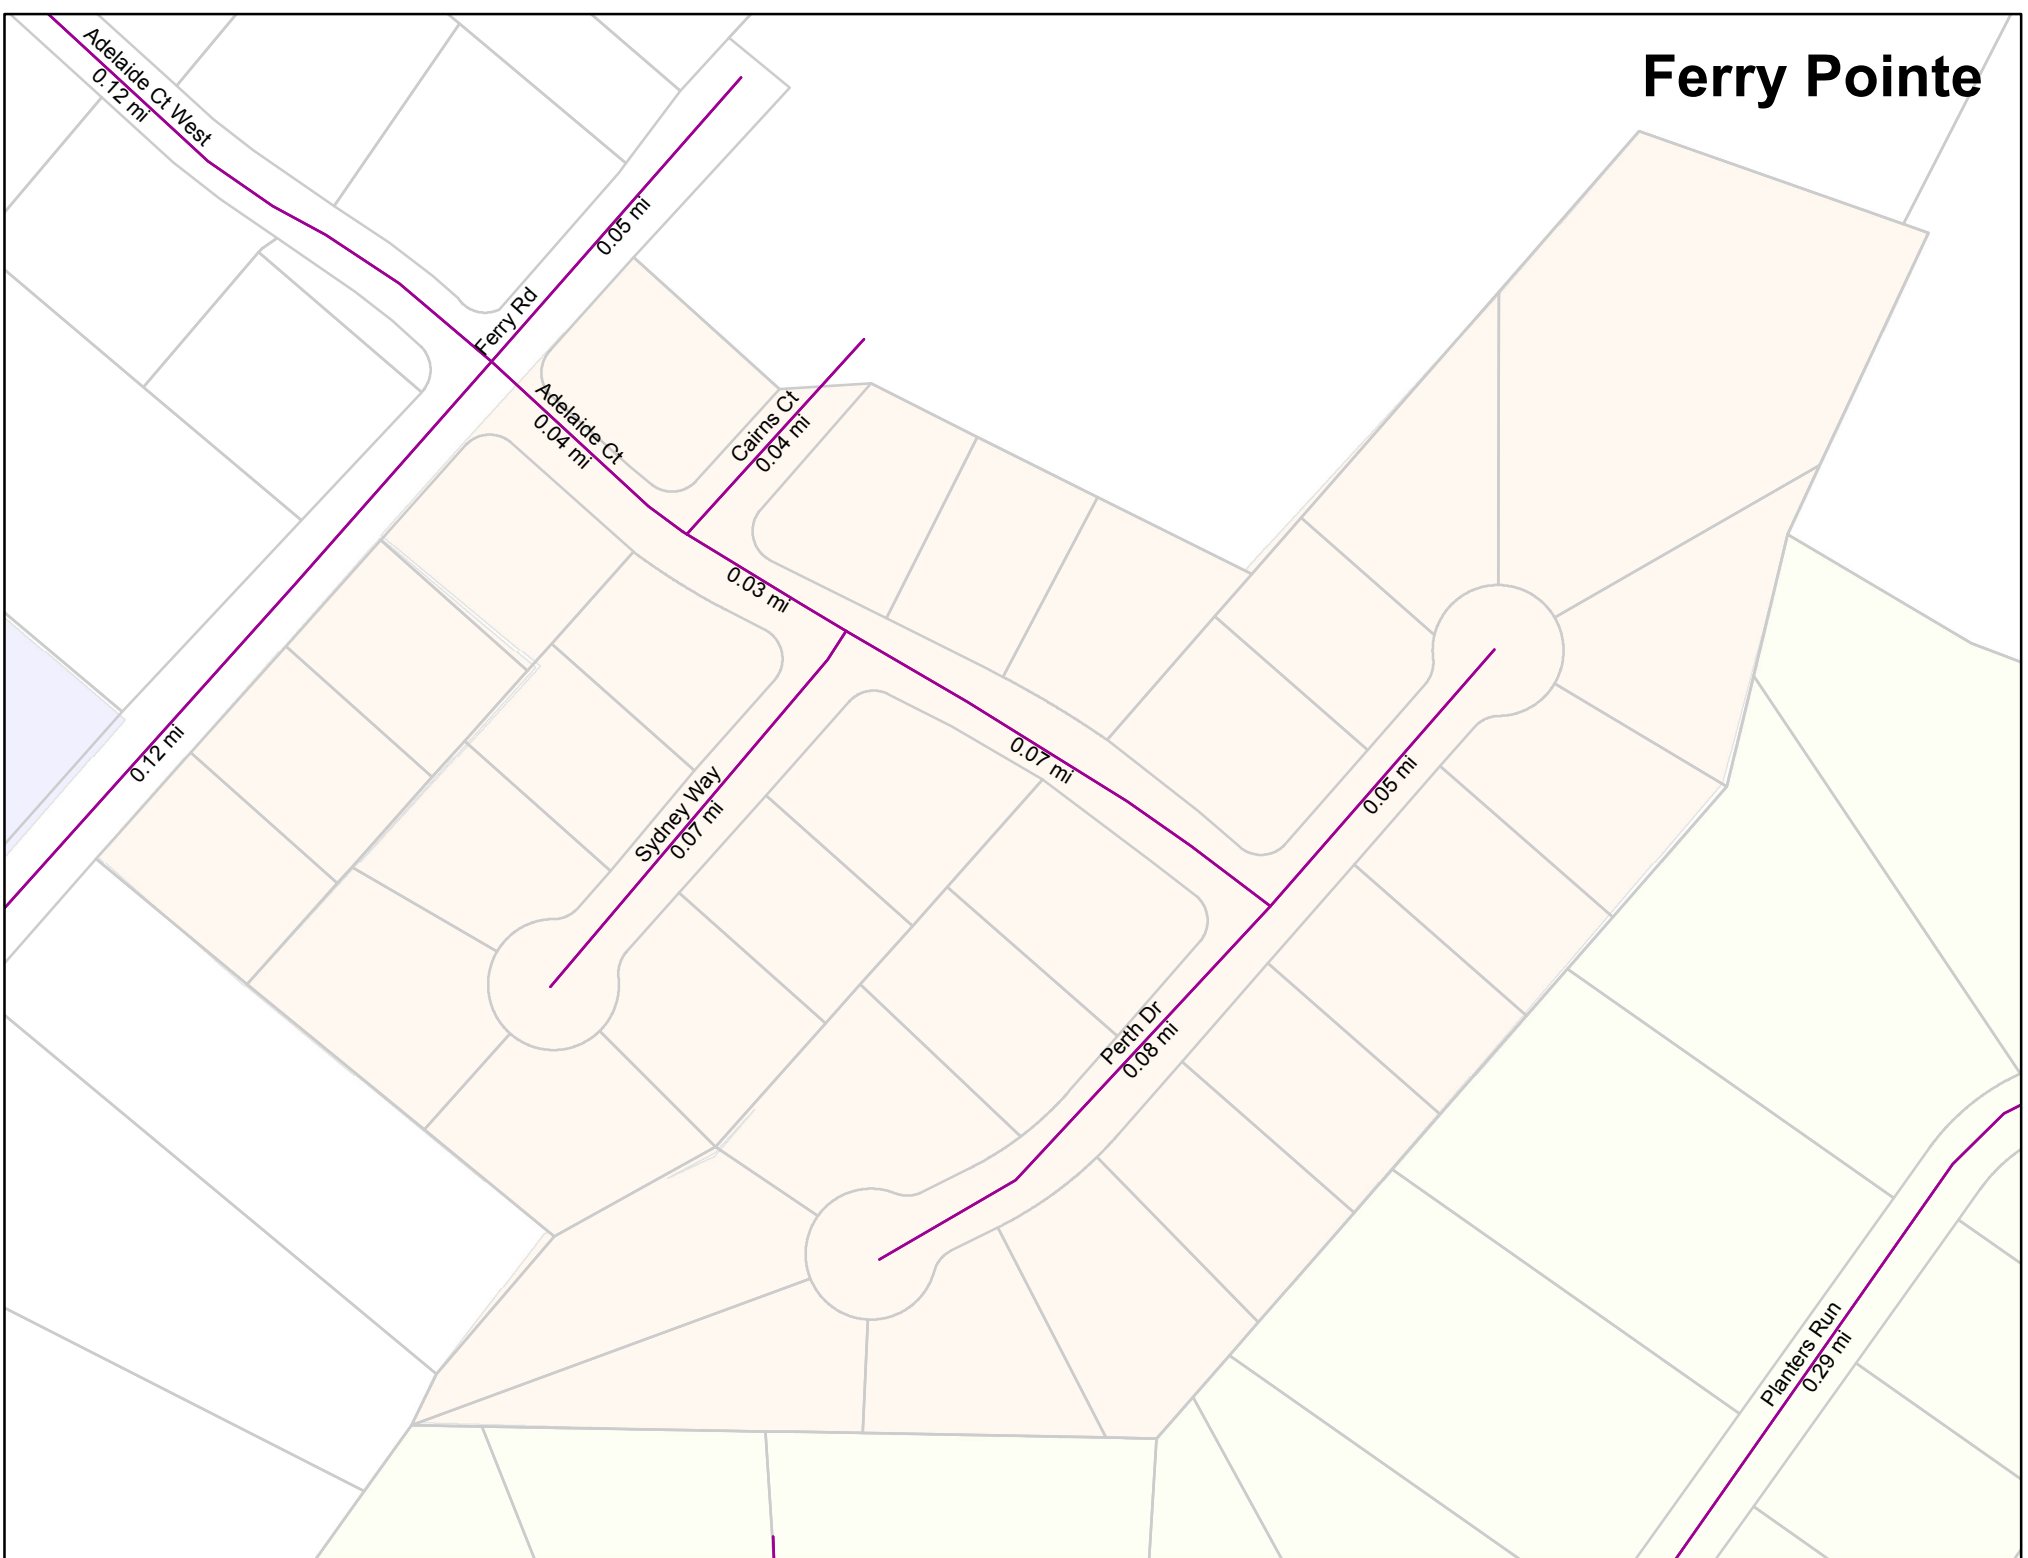 Ferry Pointe
Adelaide Ct West
0.12 mi
0.05 mi
Ferry Rd
Adelaide Ct
0.04 mi
Cairns Ct
0.04 mi
0.03 mi
0.12 mi
0.07 mi
Sydney Way
0.07 mi
0.05 mi
Perth Dr
0.08 mi
Planters Run
0.29 mi